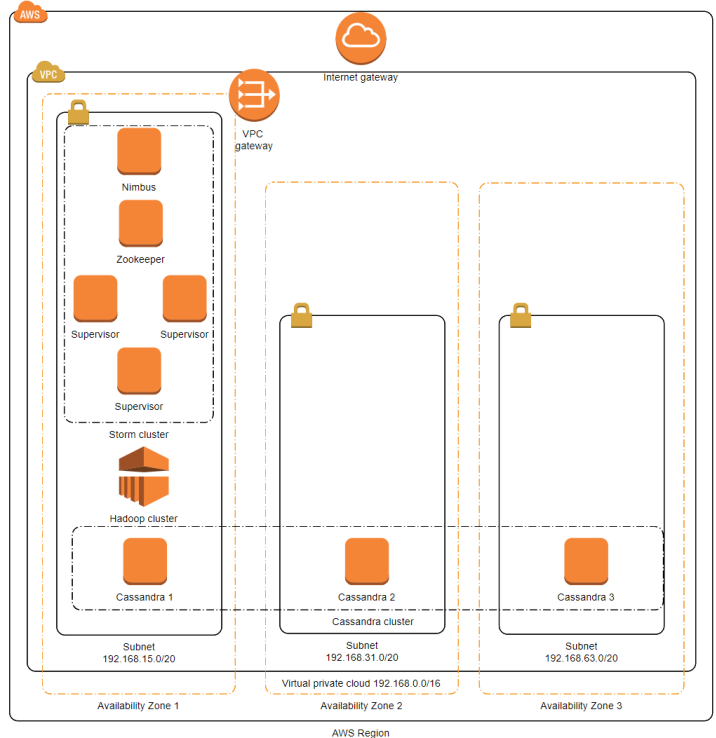 AWS
Internet gateway
VPC
VPC
gateway
Nimbus
Zookeeper
Supervisor
Supervisor
Supervisor
Storm cluster
Hadoop cluster
Cassandra 1
Cassandra 2
Cassandra 3
Cassandra cluster
Subnet
192.168.15.0/20
Subnet
192.168.31.0/20
Subnet
192.168.63.0/20
Virtual private cloud 192.168.0.0/16
Availability Zone 1
Availability Zone 2
Availability Zone 3
AWS Region